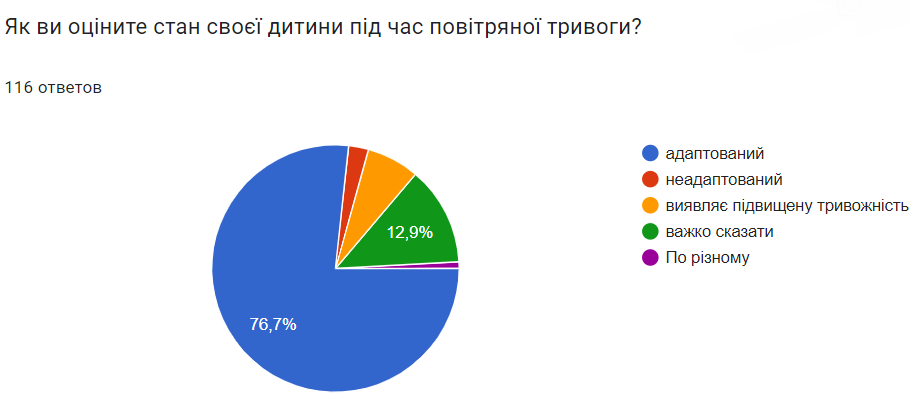 Як ви оціните стан своєї дитини під час повітряної тривоги?
116 ответов
адаптований
неадаптований
виявляє підвищену тривожність
важко сказати
По різному
12,9%
76,7%